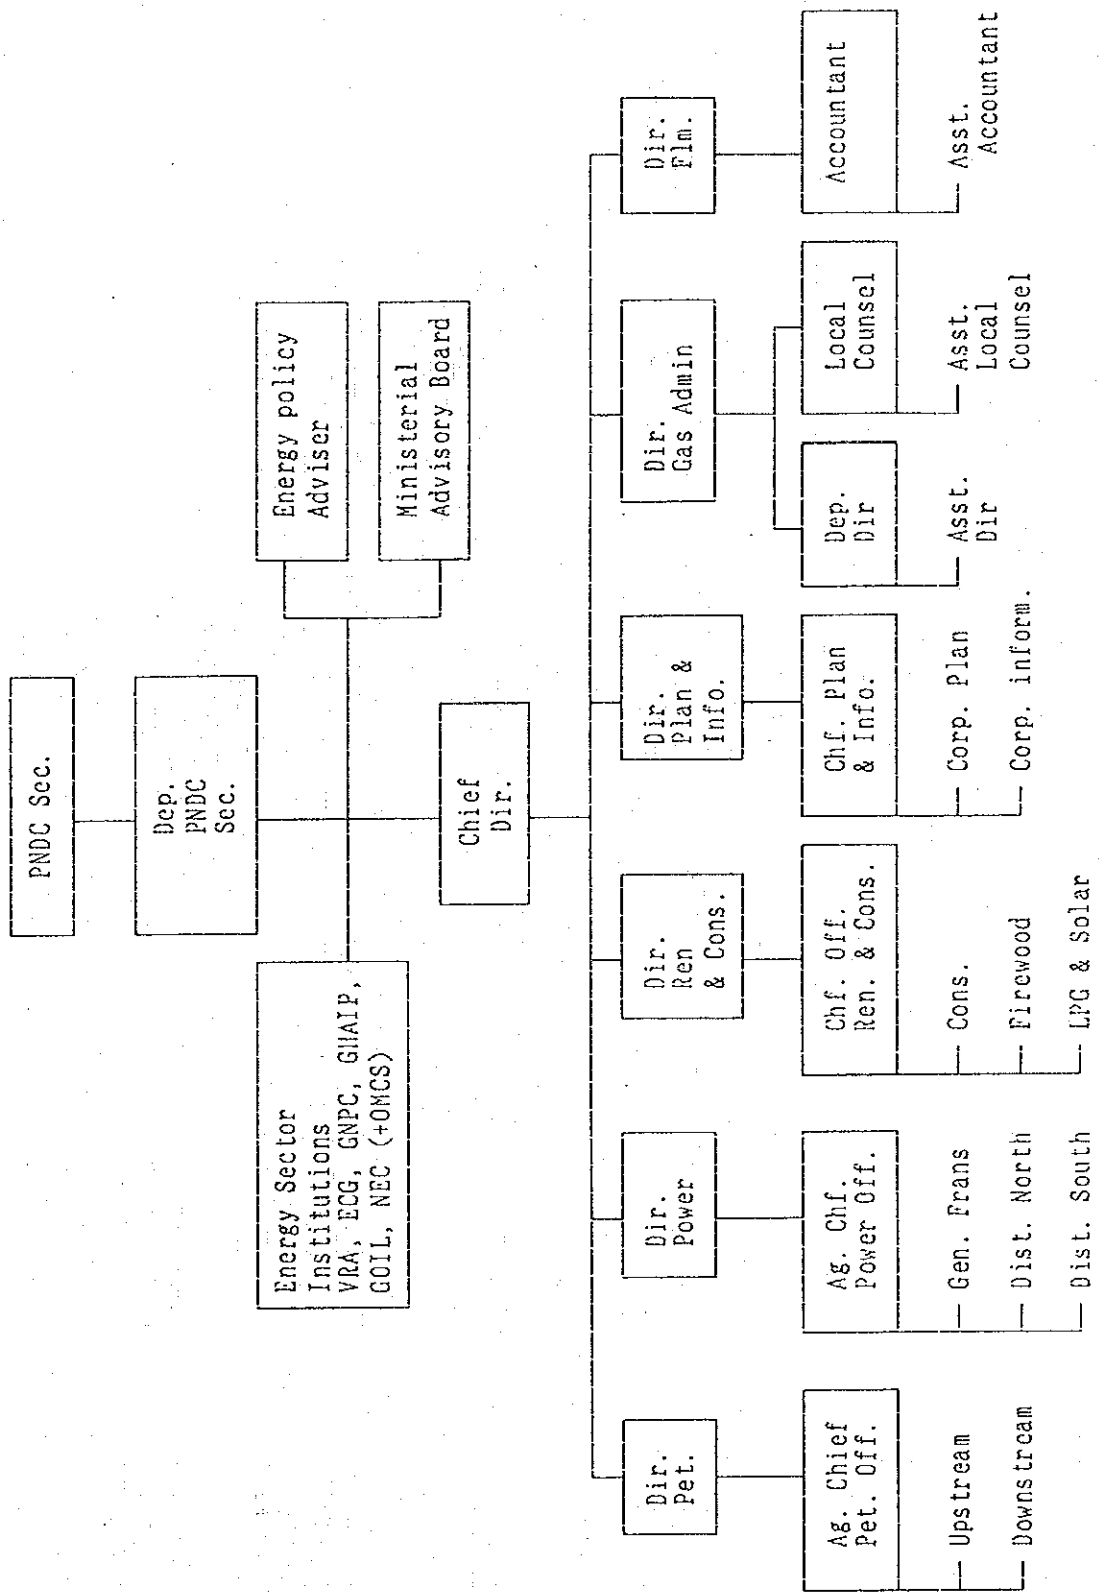 PNDC Sec.
Dep.
PNDC
Sec.
Energy policy
Adviser
Ministerial
Advisory Board
Energy Sector
Institutions
VRA, ECG, GNPC, GHAIP,
GOIL, NEC (+OMCS)
Chief
Dir.
Dir.
Pet.
Dir.
Power
Dir.
Ren
& Cons.
Dir.
Plan &
Info.
Dir.
Gas Admin
Dir.
Flm.
Ag. Chief
Pet. Off.
Upstream
Downstream
Ag. Chf.
Power Off.
Gen. Frans
Dist. North
Dist. South
Chf. Off.
Ren. & Cons.
Cons.
Firewood
LPG & Solar
Chf. Plan
& Info.
Corp. Plan
Corp. inform.
Dep.
Dir
Asst.
Dir
Local
Counsel
Asst.
Local
Counsel
Accountant
Asst.
Accountant